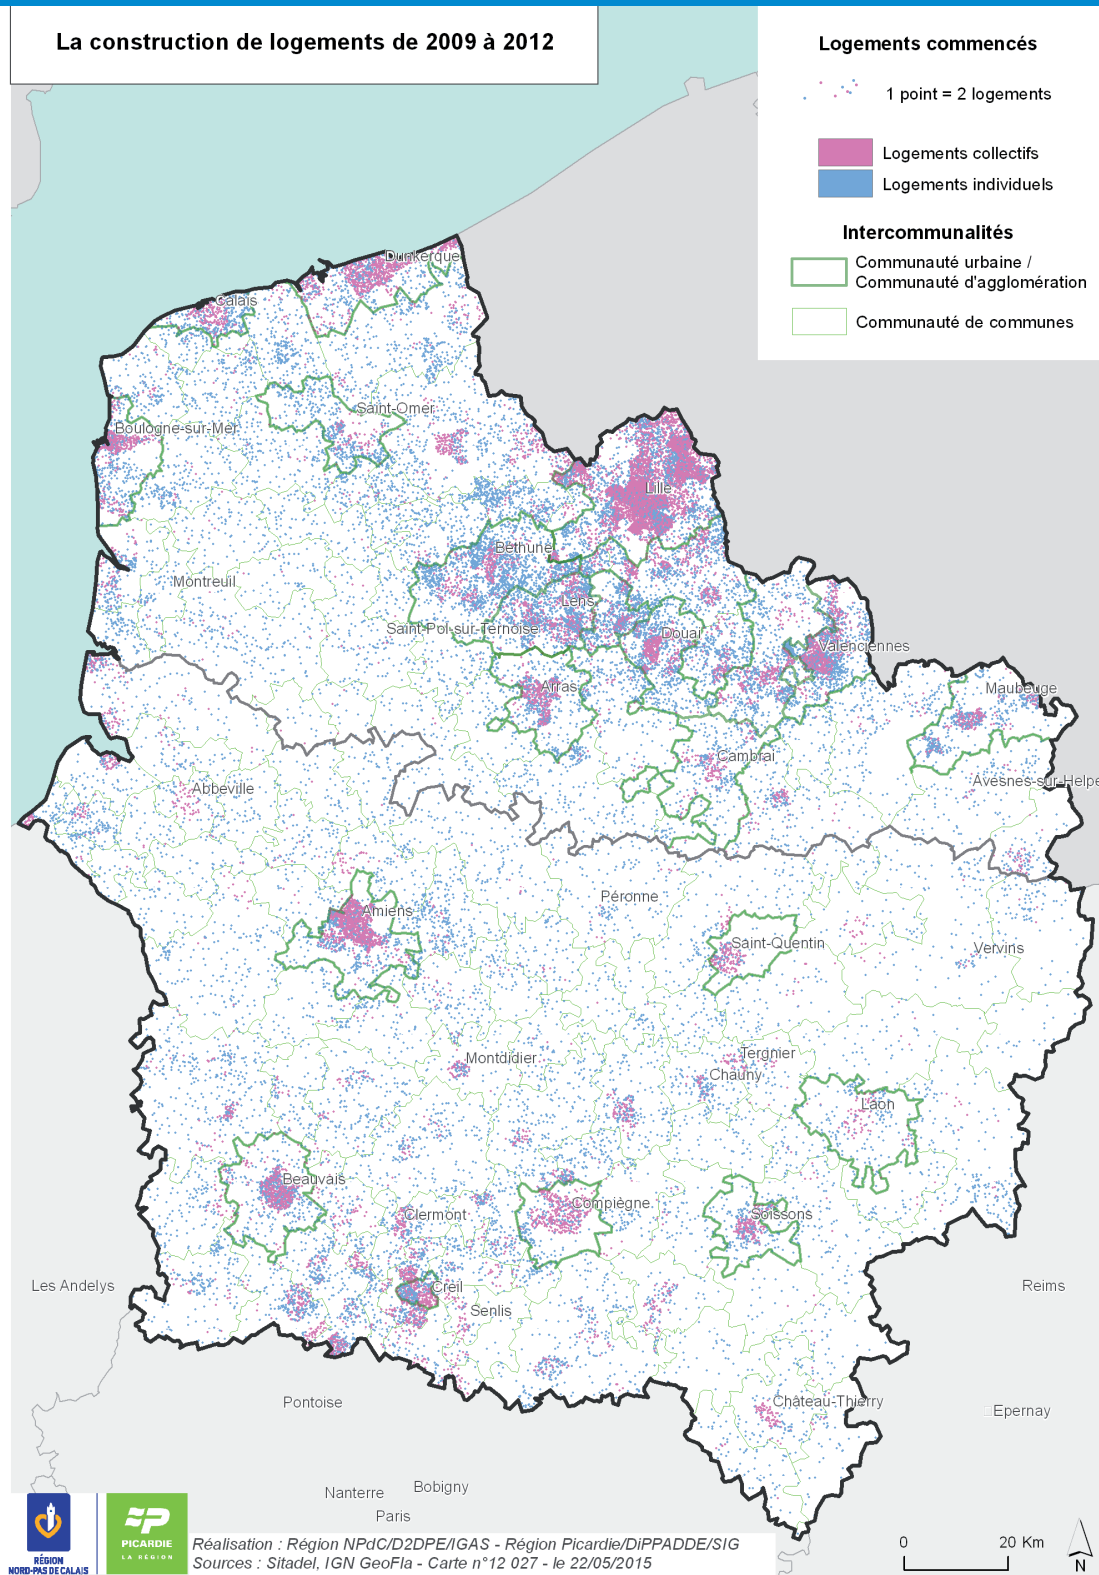 La construction de logements de 2009 à 2012
Logements commencés
1 point = 2 logements
Logements collectifs
Logements individuels
Intercommunalités
Communauté urbaine /
Communauté d'agglomération
Communauté de communes
Dunkerque
Calais
Saint-Omer
Boulogne-sur-Mer
Lille
Béthune
Montreuil
Lens
Saint-Pol-sur-Ternoise
Douai
Valenciennes
Arras
Maubeuge
Cambrai
Avesnes-sur-Helpe
Abbeville
Péronne
Amiens
Saint-Quentin
Vervins
Montdidier
Tergnier
Chauny
Laon
Beauvais
Compiègne
Clermont
Soissons
Les Andelys
Creil
Reims
Senlis
Pontoise
Château-Thierry
Epernay
Bobigny
Nanterre
Paris
RÉGION
NORD-PAS DE CALAIS
PICARDIE
LA RÉGION
Réalisation : Région NPdC/D2DPE/IGAS - Région Picardie/DiPPADDE/SIG
Sources : Sitadel, IGN GeoFla - Carte n°12 027 - le 22/05/2015
0 20 Km
N